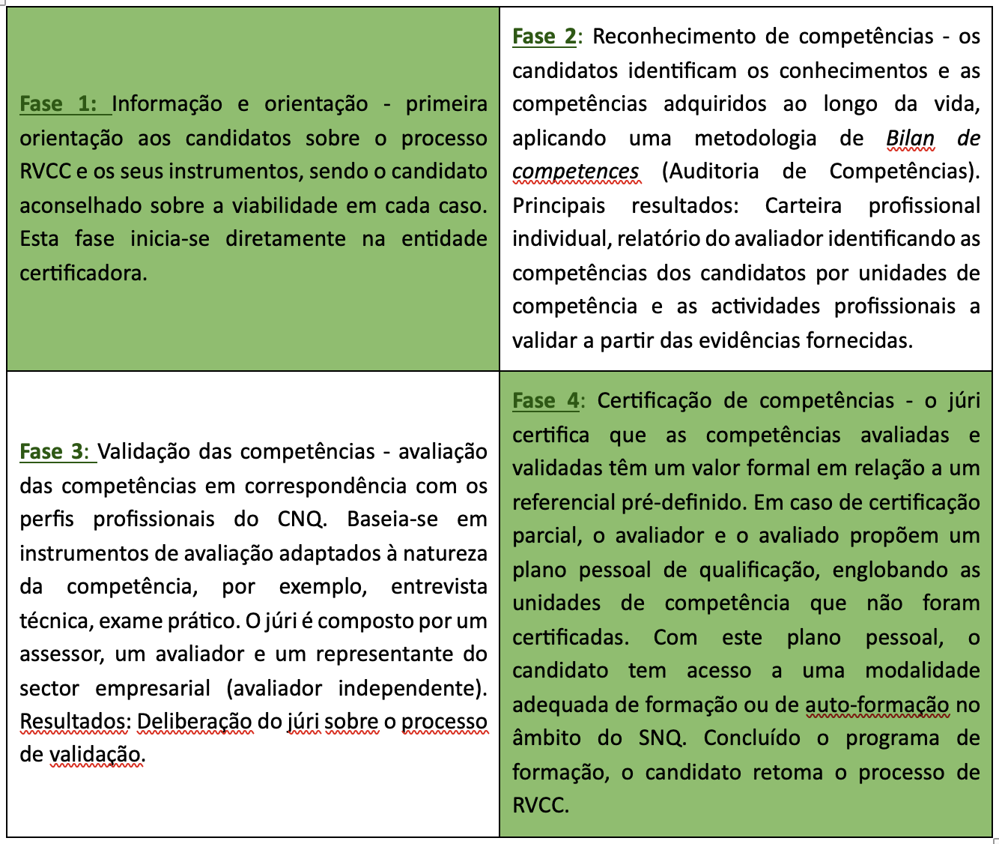 Fase 1: Informação e orientação - primeira
orientação aos candidatos sobre o processo
RVCC e os seus instrumentos, sendo o candidato
aconselhado sobre a viabilidade em cada caso.
Esta fase inicia-se diretamente na entidade
certificadora.
Fase 2: Reconhecimento de competências - os
candidatos identificam os conhecimentos e as
competências adquiridos ao longo da vida,
aplicando uma metodologia de Bilan de
competences (Auditoria de Competências).
Principais resultados: Carteira profissional
individual, relatório do avaliador identificando as
competências dos candidatos por unidades de
competência e as actividades profissionais a
validar a partir das evidências fornecidas.
Fase 3: Validação das competências - avaliação
das competências em correspondência com os
perfis profissionais do CNQ. Baseia-se em
instrumentos de avaliação adaptados à natureza
da competência, por exemplo, entrevista
técnica, exame prático. O júri é composto por um
assessor, um avaliador e um representante do
sector empresarial (avaliador independente).
Resultados: Deliberação do júri sobre o processo
de validação.
Fase 4: Certificação de competências - o júri
certifica que as competências avaliadas e
validadas têm um valor formal em relação a um
referencial pré-definido. Em caso de certificação
parcial, o avaliador e o avaliado propõem um
plano pessoal de qualificação, englobando as
unidades de competência que não foram
certificadas. Com este plano pessoal, o
candidato tem acesso a uma modalidade
adequada de formação ou de auto-formação no
âmbito do SNQ. Concluído o programa de
formação, o candidato retoma o processo de
RVCC.